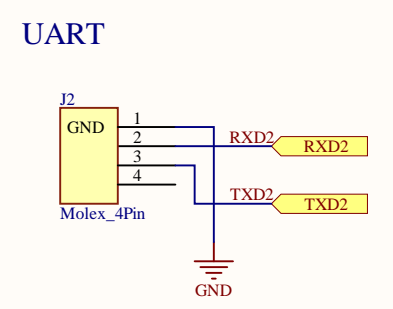 UART
J2
GND
1
2
3
4
RXD2
RXD2
TXD2
TXD2
Molex_4Pin
GND